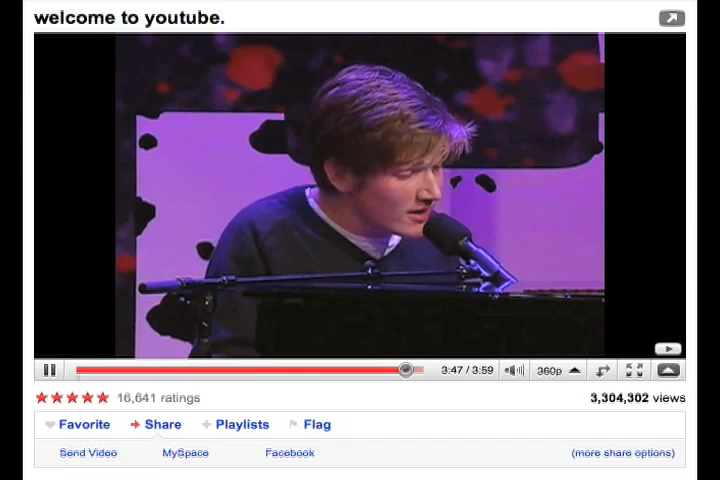 welcome to youtube.
3:47 / 3:59
360p
16,641 ratings
3,304,302 views
Favorite
Share
Playlists
Flag
Send Video
MySpace
Facebook
(more share options)